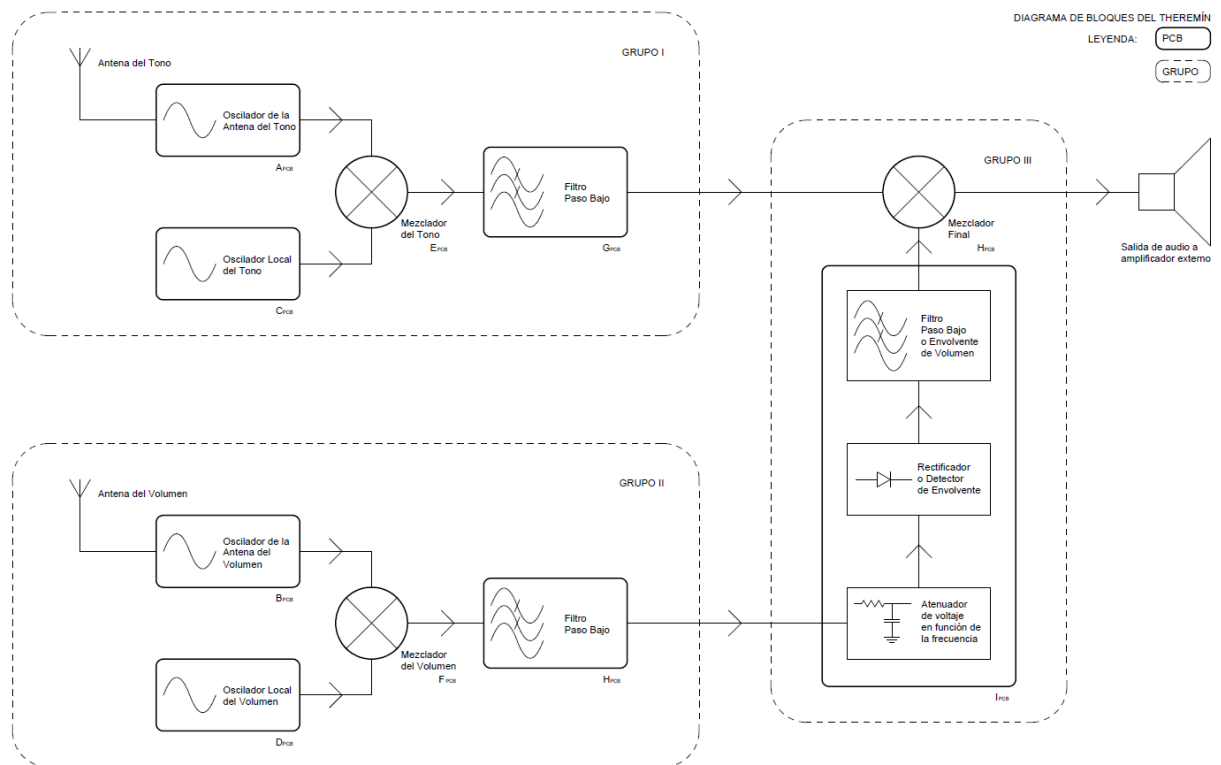 DIAGRAMA DE BLOQUES DEL THEREMÍN
LEYENDA:
PCB
GRUPO
GRUPO I
Antena del Tono
Oscilador de la
Antena del Tono
APCB
Oscilador Local
del Tono
CPCB
Mezclador
del Tono
EPCB
Filtro
Paso Bajo
GPCB
GRUPO II
Antena del Volumen
Oscilador de la
Antena del
Volumen
BPCB
Oscilador Local
del Volumen
DPCB
Mezclador
del Volumen
FPCB
Filtro
Paso Bajo
HPCB
GRUPO III
Mezclador
Final
HPCB
Filtro
Paso Bajo
o Envolvente
de Volumen
Rectificador
o Detector
de Envolvente
Atenuador
de voltaje
en función de
la frecuencia
IPCB
Salida de audio a
amplificador externo